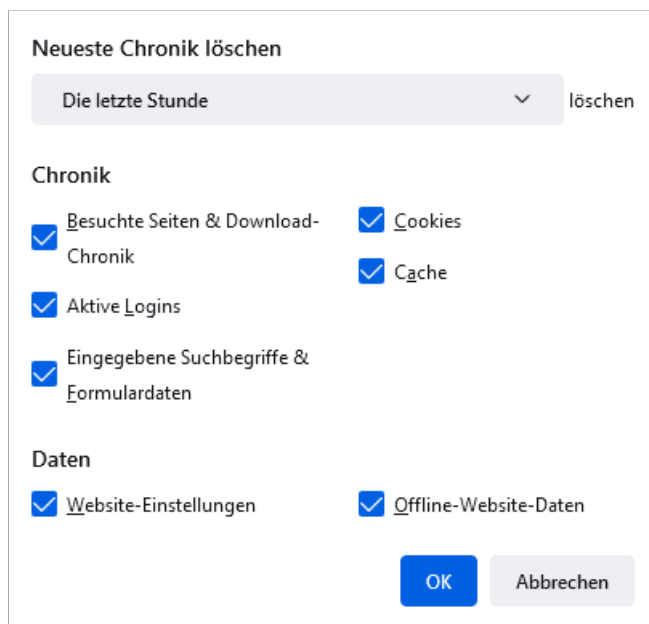 Neueste Chronik löschen
Die letzte Stunde löschen
Chronik
Besuchte Seiten & Download-
Chronik
Cookies
Cache
Aktive Logins
Eingegebene Suchbegriffe &
Formulardaten
Daten
Website-Einstellungen
Offline-Website-Daten
OK Abbrechen